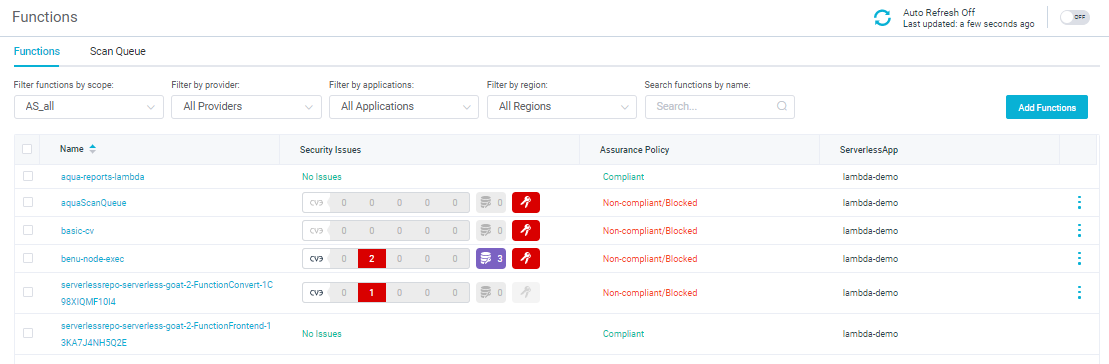 Functions
Auto Refresh Off
Last updated: a few seconds ago
OFF
Functions Scan Queue
Filter functions by scope: Filter by provider: Filter by applications: Filter by region: Search functions by name:
AS_all All Providers All Applications All Regions Search...
Add Functions
Name Security Issues Assurance Policy ServerlessApp
aqua-reports-lambda No Issues Compliant lambda-demo
aquaScanQueue CVE 0 0 0 0 0 0 Non-compliant/Blocked lambda-demo
basic-cv CVE 0 0 0 0 0 0 Non-compliant/Blocked lambda-demo
benu-node-exec CVE 0 2 0 0 0 3 Non-compliant/Blocked lambda-demo
serverlessrepo-serverless-goat-2-FunctionConvert-1C
98XIQMF10I4 CVE 0 1 0 0 0 0 Non-compliant/Blocked lambda-demo
serverlessrepo-serverless-goat-2-FunctionFrontend-1
3KA7J4NH5Q2E No Issues Compliant lambda-demo